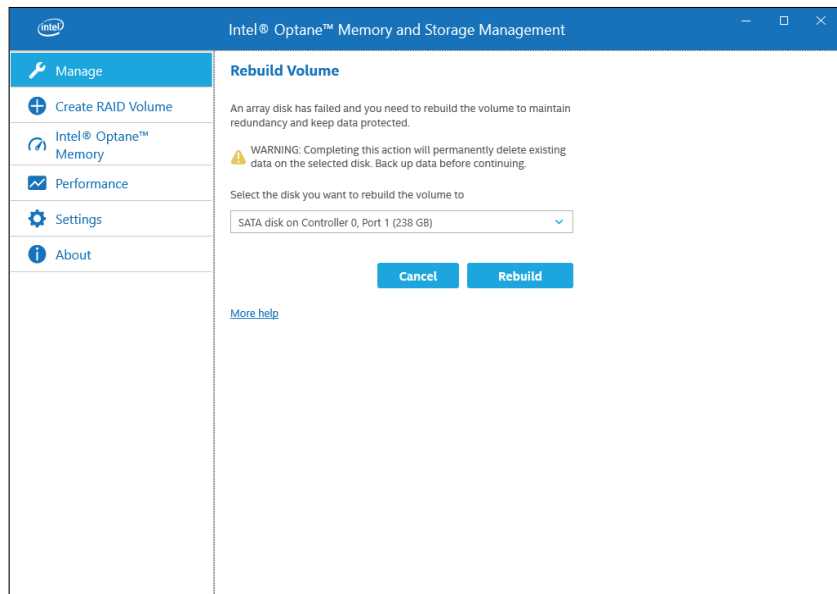 intel
Intel® Optane™ Memory and Storage Management
Manage
Create RAID Volume
Intel® Optane™
Memory
Performance
Settings
About
Rebuild Volume
An array disk has failed and you need to rebuild the volume to maintain
redundancy and keep data protected.
WARNING: Completing this action will permanently delete existing
data on the selected disk. Back up data before continuing.
Select the disk you want to rebuild the volume to
SATA disk on Controller 0, Port 1 (238 GB)
Cancel
Rebuild
More help